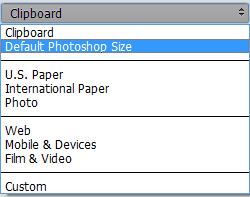 Clipboard
Clipboard
Default Photoshop Size
U.S. Paper
International Paper
Photo
Web
Mobile & Devices
Film & Video
Custom